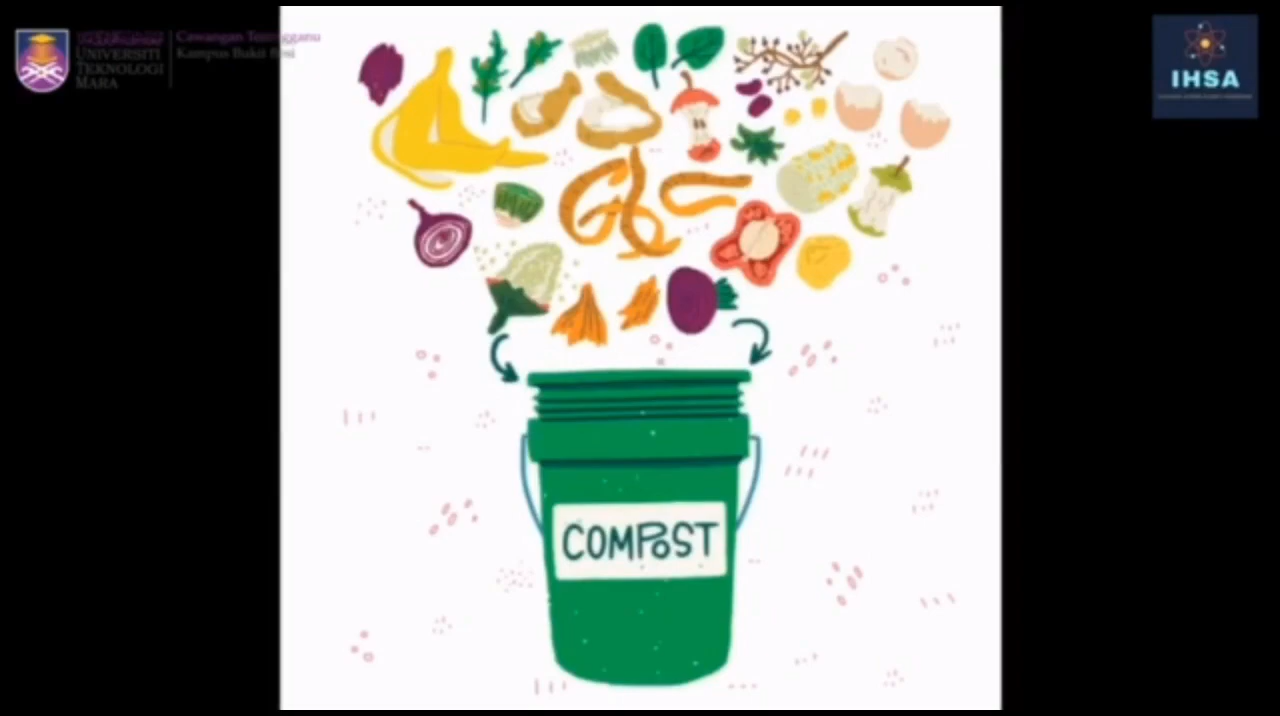 UNIVERSITI
TEKNOLOGI
MARA
Cawangan Terengganu
Kampus Bukit Besi
IHSA
COMPOST